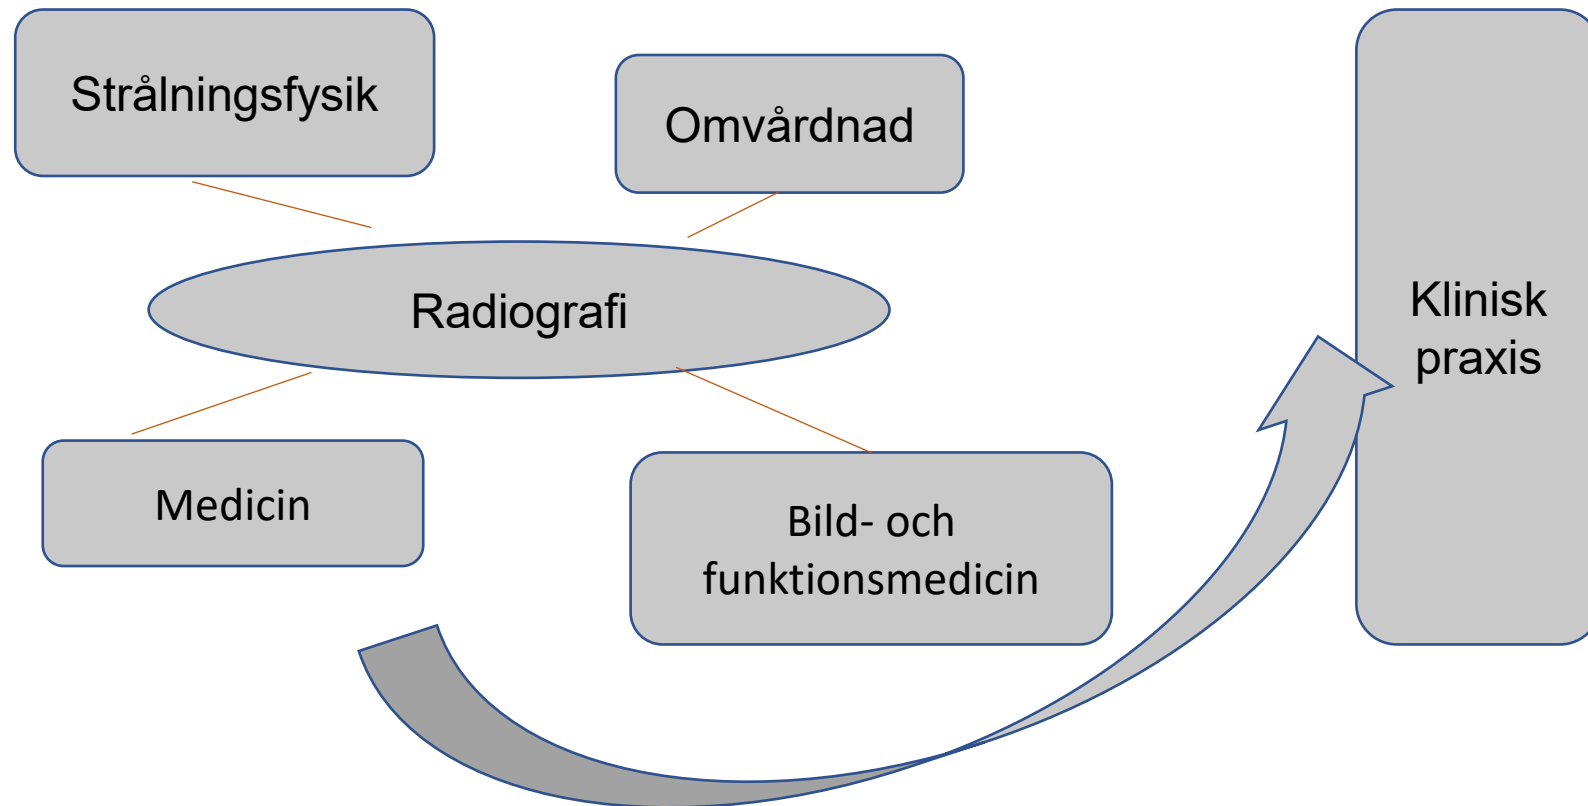 Strålningsfysik
Omvårdnad
Radiografi
Klinisk
praxis
Medicin
Bild- och
funktionsmedicin